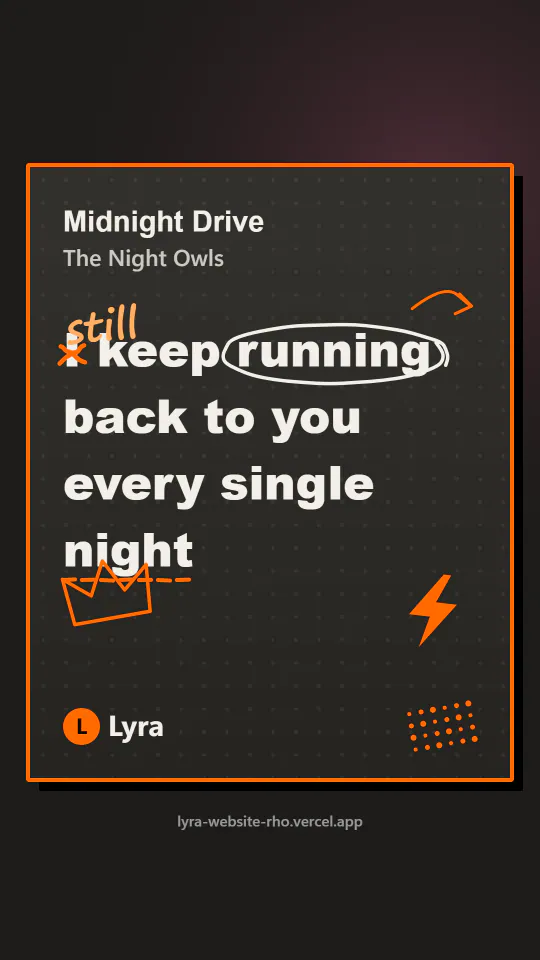 Midnight Drive
The Night Owls
still
I keep running
back to you
every single
night
L Lyra
lyra-website-rho.vercel.app